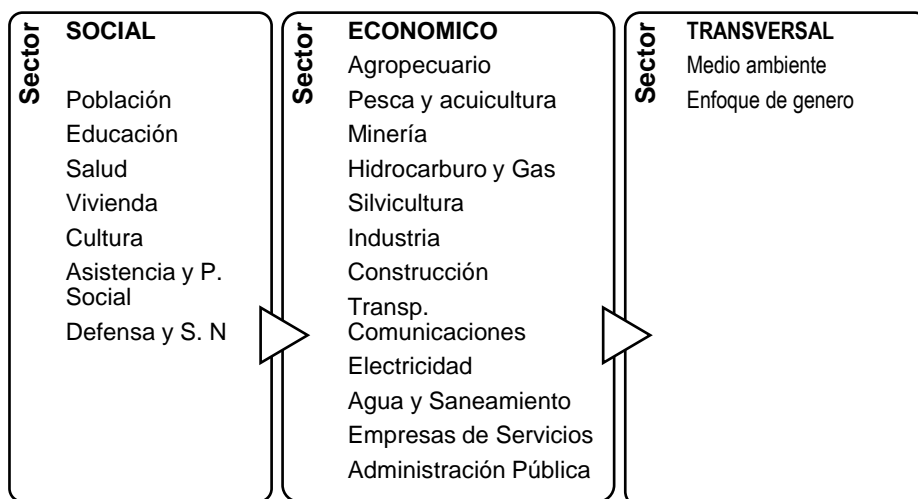 Sector
SOCIAL
Población
Educación
Salud
Vivienda
Cultura
Asistencia y P.
Social
Defensa y S. N
Sector
ECONOMICO
Agropecuario
Pesca y acuicultura
Minería
Hidrocarburo y Gas
Silvicultura
Industria
Construcción
Transp.
Comunicaciones
Electricidad
Agua y Saneamiento
Empresas de Servicios
Administración Pública
Sector
TRANSVERSAL
Medio ambiente
Enfoque de genero